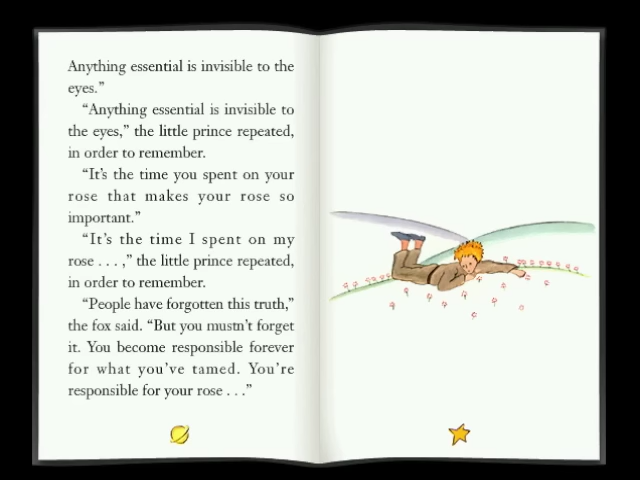 Anything essential is invisible to the
eyes.”
“Anything essential is invisible to
the eyes,” the little prince repeated,
in order to remember.
“It’s the time you spent on your
rose that makes your rose so
important.”
“It’s the time I spent on my
rose . . . ,” the little prince repeated,
in order to remember.
“People have forgotten this truth,”
the fox said. “But you mustn’t forget
it. You become responsible forever
for what you’ve tamed. You’re
responsible for your rose . . .”